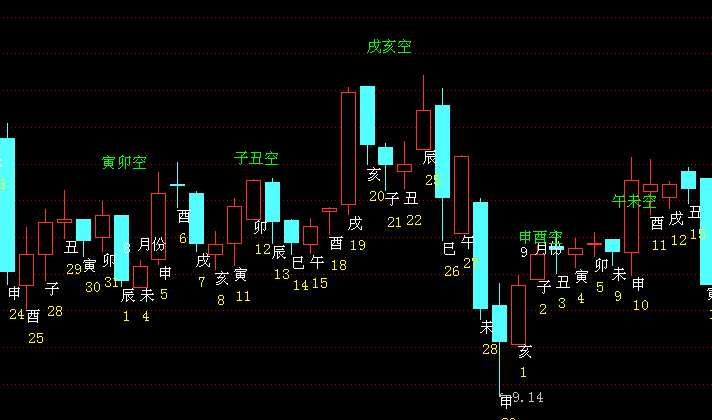 戌亥空
寅卯空
子丑空
午未空
申酉空
8 月份
9 月份
申
24
酉
25
子
28
丑
29
寅
30
卯
31
辰
1
未
4
申
5
酉
6
戌
7
亥
8
寅
11
卯
12
辰
13
巳
14
午
15
酉
18
戌
19
亥
20
子
21
丑
22
辰
25
巳
26
午
27
未
28
申
9.14
亥
1
子
2
丑
3
寅
4
卯
5
未
9
申
10
酉
11
戌
12
丑
15
寅